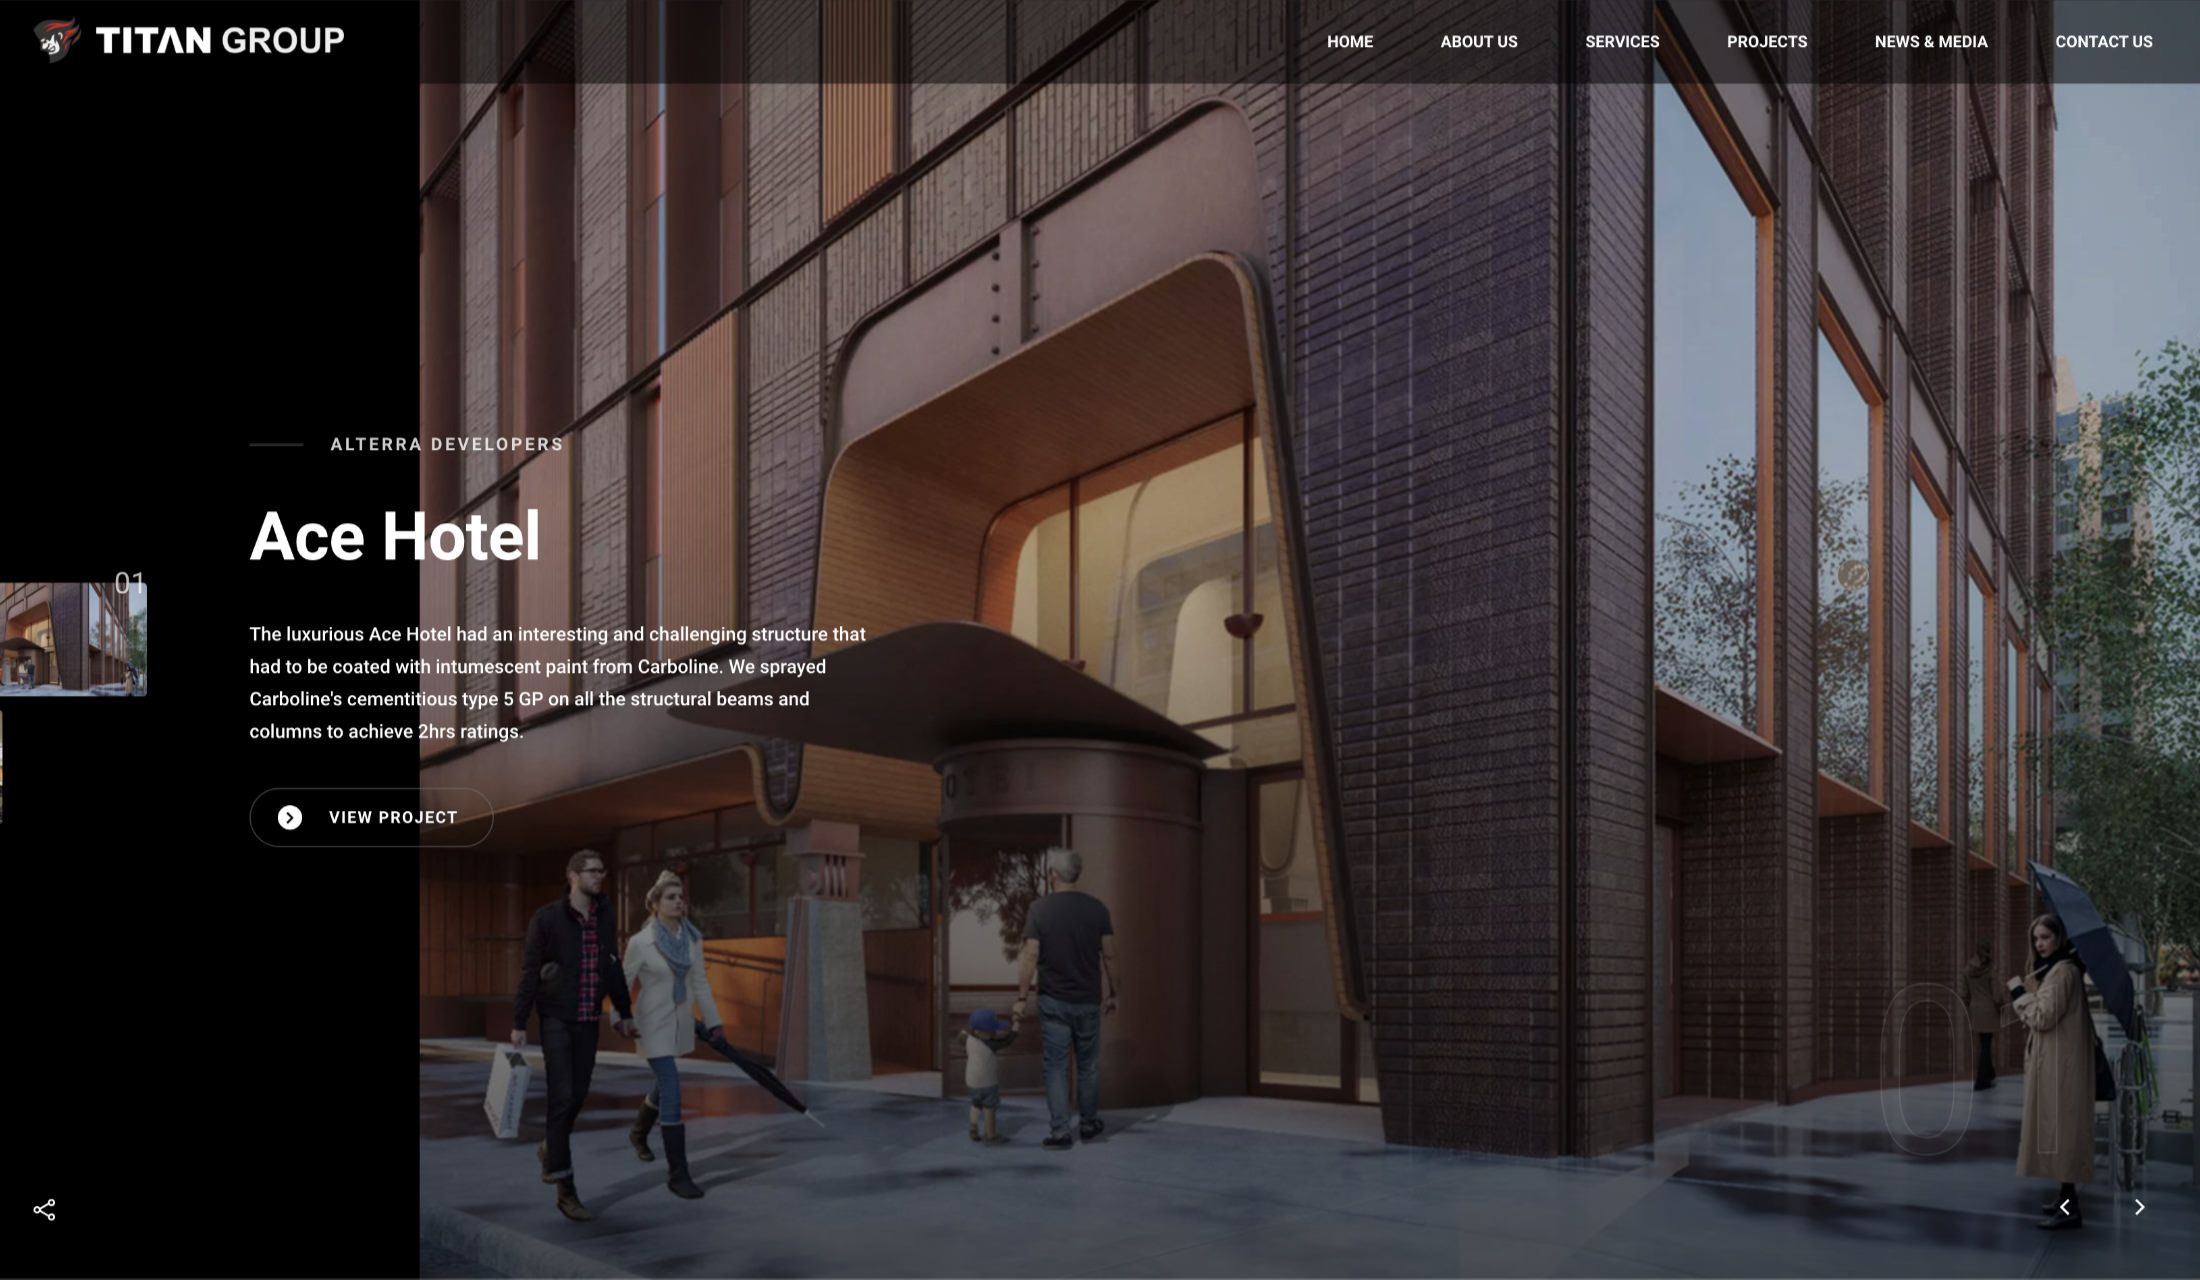 TITAN GROUP
HOME
ABOUT US
SERVICES
PROJECTS
NEWS & MEDIA
CONTACT US
ALTERRA DEVELOPERS
Ace Hotel
01
The luxurious Ace Hotel had an interesting and challenging structure that
had to be coated with intumescent paint from Carboline. We sprayed
Carboline's cementitious type 5 GP on all the structural beams and
columns to achieve 2hrs ratings.
VIEW PROJECT
01